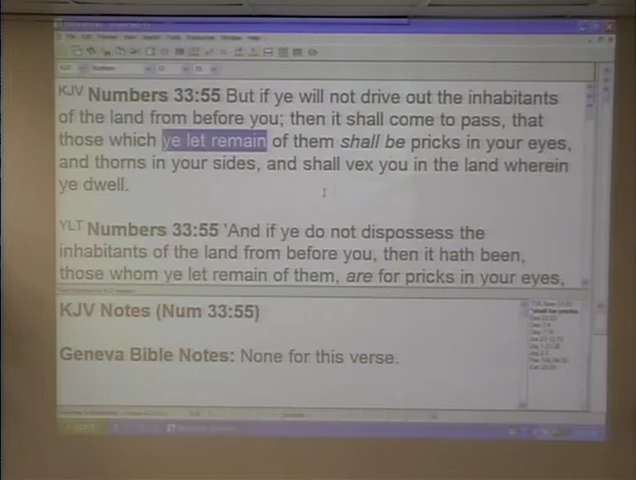 KJV Numbers 33:55 But if ye will not drive out the inhabitants
of the land from before you; then it shall come to pass, that
those which ye let remain of them shall be pricks in your eyes,
and thorns in your sides, and shall vex you in the land wherein
ye dwell.
YLT Numbers 33:55 'And if ye do not dispossess the
inhabitants of the land from before you, then it hath been,
those whom ye let remain of them, are for pricks in your eyes,
KJV Notes (Num 33:55)
Geneva Bible Notes: None for this verse.